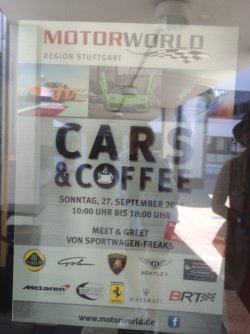 MOTORWORLD
REGION STUTTGART
CARS
& COFFEE
SONNTAG, 27. SEPTEMBER
10:00 UHR BIS 18:00 UHR
MEET & GREET
VON SPORTWAGEN-FREAKS
LOTUS
BENTLEY
McLaren
MASERATI
BRT
www.motorworld.de
f